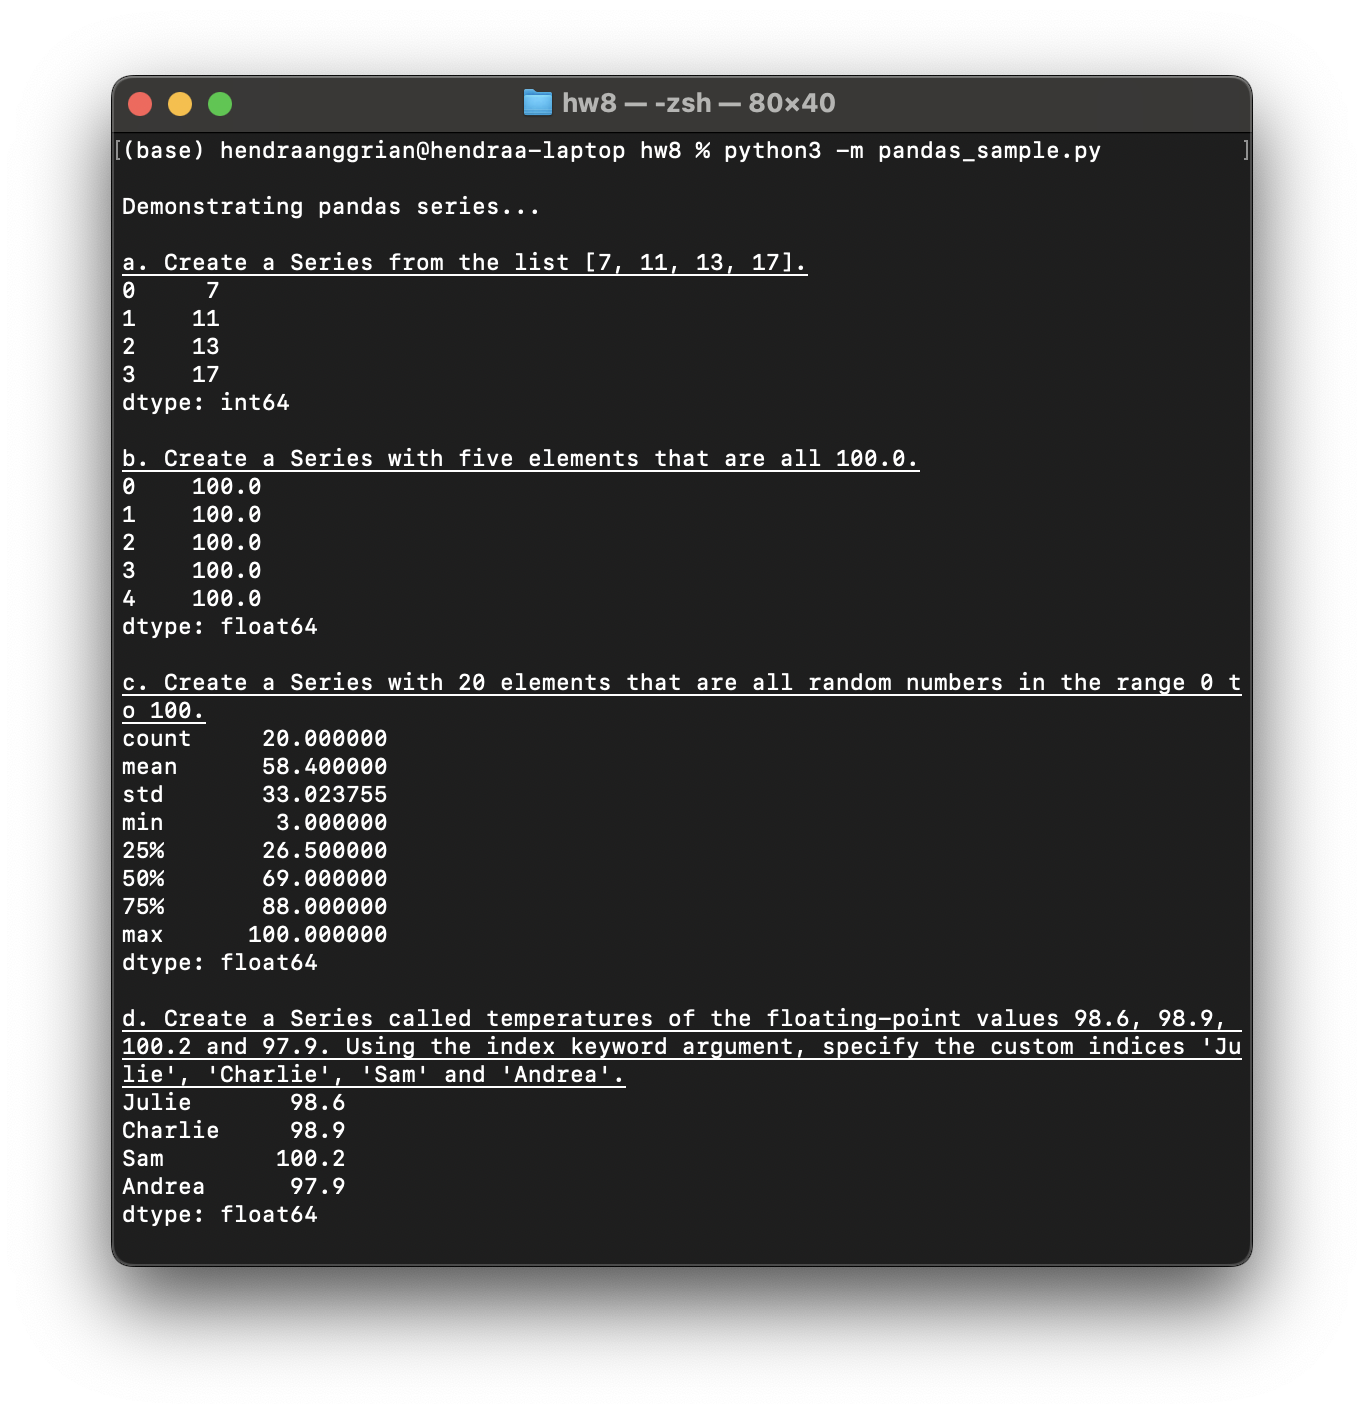 hw8 — -zsh — 80×40
[(base) hendraanggrian@hendraa-laptop hw8 % python3 -m pandas_sample.py ]
Demonstrating pandas series...
a. Create a Series from the list [7, 11, 13, 17].
0     7
1    11
2    13
3    17
dtype: int64
b. Create a Series with five elements that are all 100.0.
0    100.0
1    100.0
2    100.0
3    100.0
4    100.0
dtype: float64
c. Create a Series with 20 elements that are all random numbers in the range 0 t
o 100.
count     20.000000
mean      58.400000
std       33.023755
min        3.000000
25%       26.500000
50%       69.000000
75%       88.000000
max      100.000000
dtype: float64
d. Create a Series called temperatures of the floating-point values 98.6, 98.9,
100.2 and 97.9. Using the index keyword argument, specify the custom indices 'Ju
lie', 'Charlie', 'Sam' and 'Andrea'.
Julie       98.6
Charlie     98.9
Sam        100.2
Andrea      97.9
dtype: float64